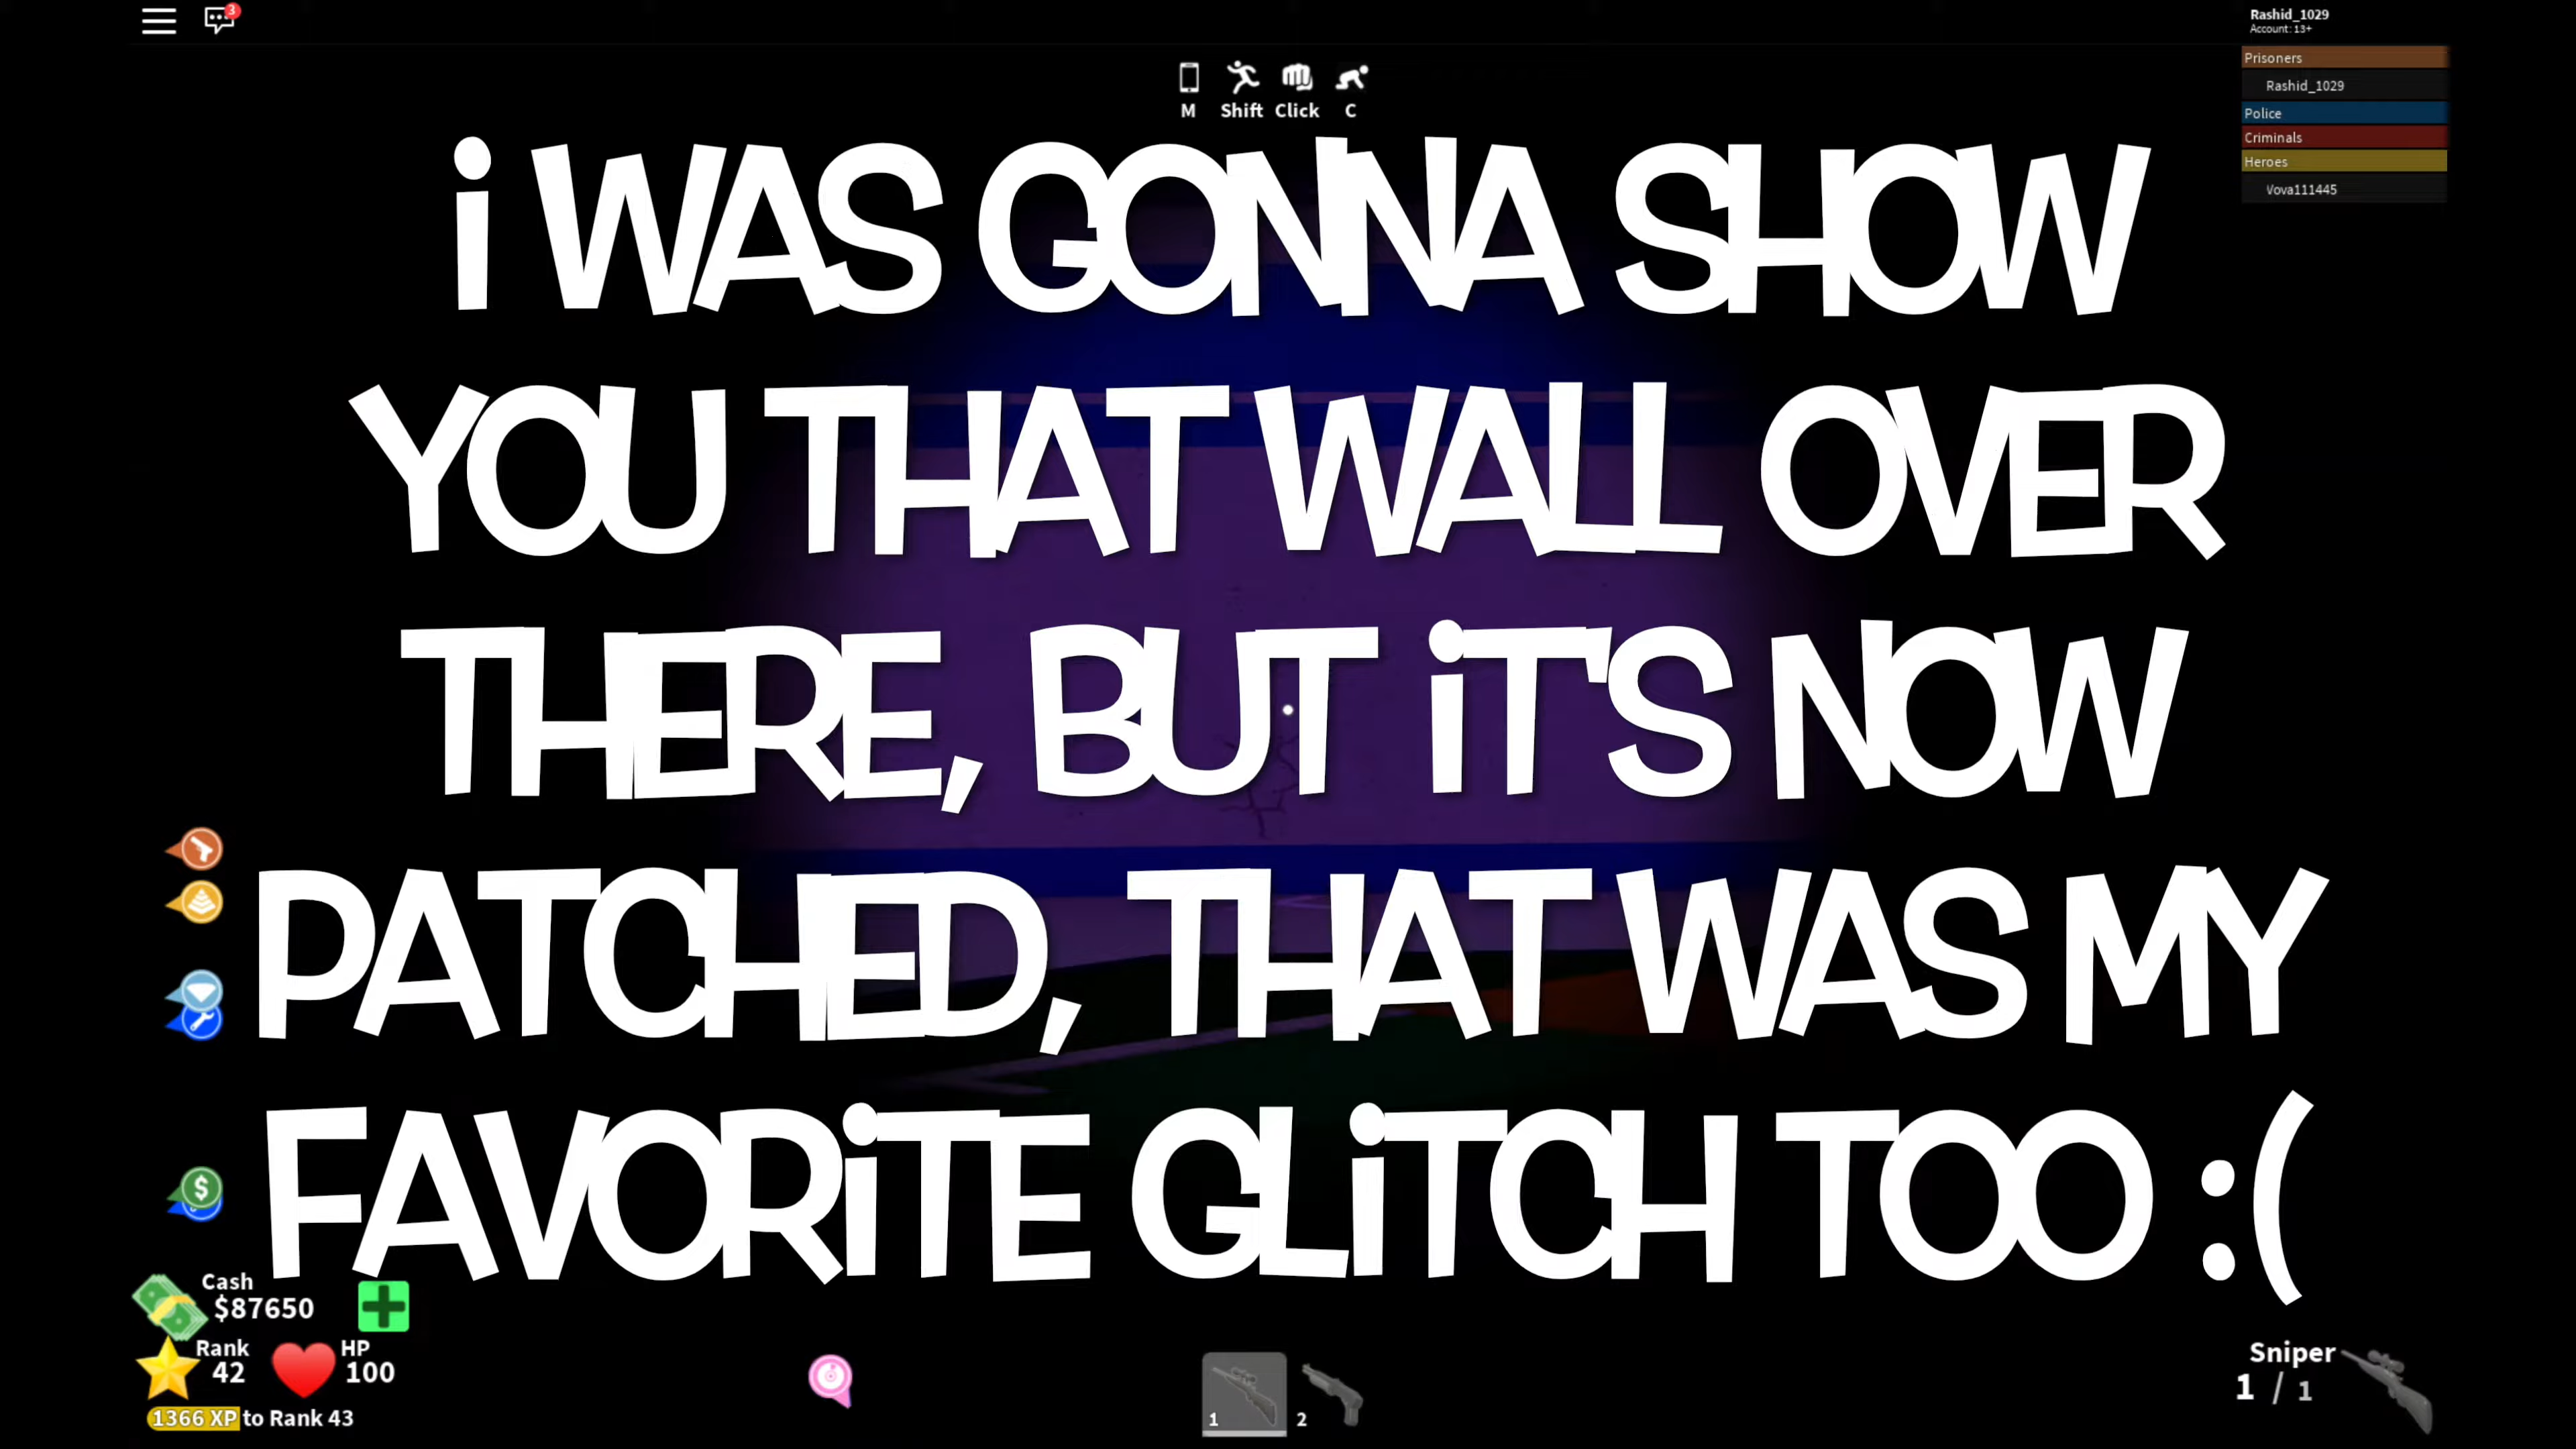 3
Rashid_1029
Account: 13+
Prisoners
Rashid_1029
Police
Criminals
Heroes
Vova111445
M Shift Click C
i WAS GONNA SHOW
YOU THAT WALL OVER
THERE, BUT iT'S NOW
PATCHED, THAT WAS MY
FAVORiTE GLiTCH TOO :(
Cash
$87650
Rank
42
HP
100
1366 XP to Rank 43
1
2
Sniper
1 / 1